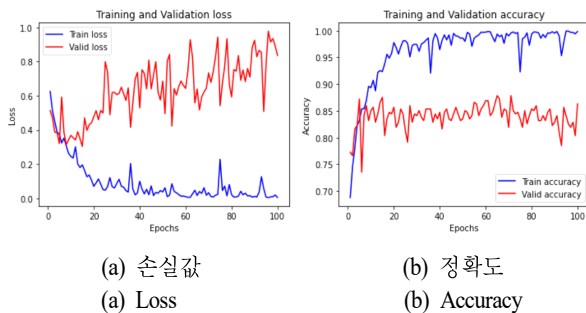 Training and Validation loss
Train loss
Valid loss
1.0
0.8
0.6
0.4
0.2
0.0
Loss
0
20
40
60
80
100
Epochs
Training and Validation accuracy
1.00
0.95
0.90
0.85
0.80
0.75
0.70
Accuracy
Train accuracy
Valid accuracy
0
20
40
60
80
100
Epochs
(a) 손실값
(b) 정확도
(a) Loss
(b) Accuracy